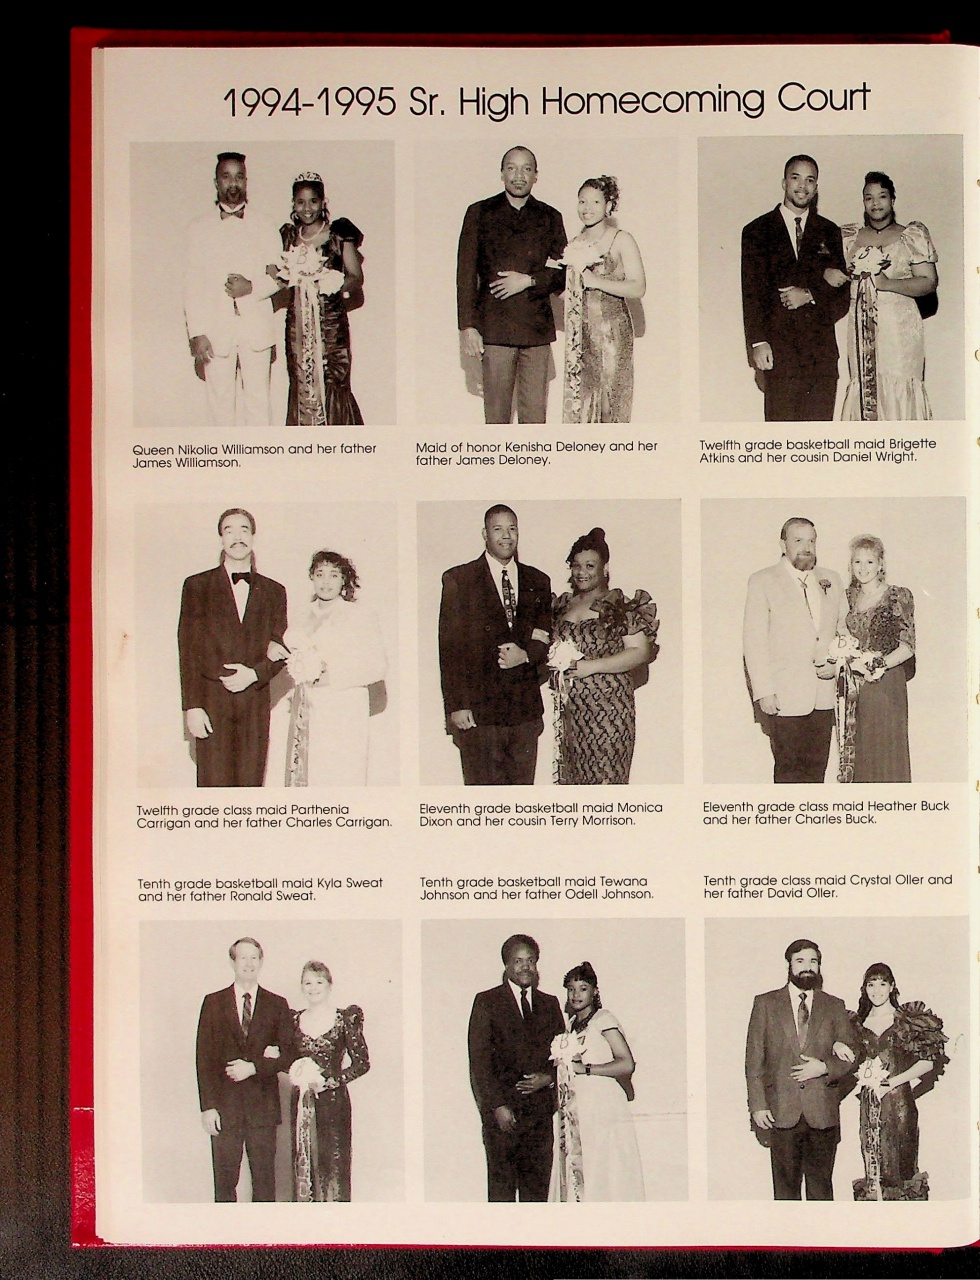 1994-1995 Sr. High Homecoming Court
Queen Nikolia Williamson and her father
James Williamson.
Maid of honor Kenisha Deloney and her
father James Deloney.
Twelfth grade basketball maid Brigette
Atkins and her cousin Daniel Wright.
Twelfth grade class maid Parthenia
Carrigan and her father Charles Carrigan.
Eleventh grade basketball maid Monica
Dixon and her cousin Terry Morrison.
Eleventh grade class maid Heather Buck
and her father Charles Buck.
Tenth grade basketball maid Kyla Sweat
and her father Ronald Sweat.
Tenth grade basketball maid Tewana
Johnson and her father Odell Johnson.
Tenth grade class maid Crystal Oller and
her father David Oller.